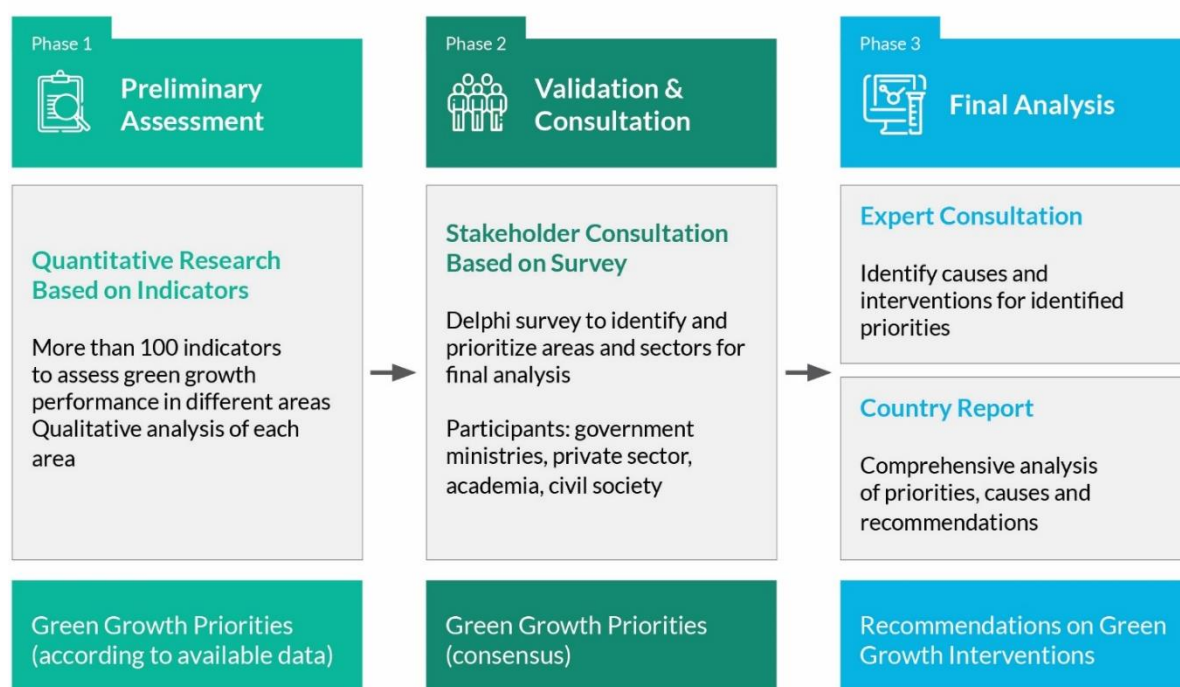 Phase 1
Preliminary
Assessment
Quantitative Research
Based on Indicators
More than 100 indicators
to assess green growth
performance in different areas
Qualitative analysis of each
area
Green Growth Priorities
(according to available data)
Phase 2
Validation &
Consultation
Stakeholder Consultation
Based on Survey
Delphi survey to identify and
prioritize areas and sectors for
final analysis
Participants: government
ministries, private sector,
academia, civil society
Green Growth Priorities
(consensus)
Phase 3
Final Analysis
Expert Consultation
Identify causes and
interventions for identified
priorities
Country Report
Comprehensive analysis
of priorities, causes and
recommendations
Recommendations on Green
Growth Interventions